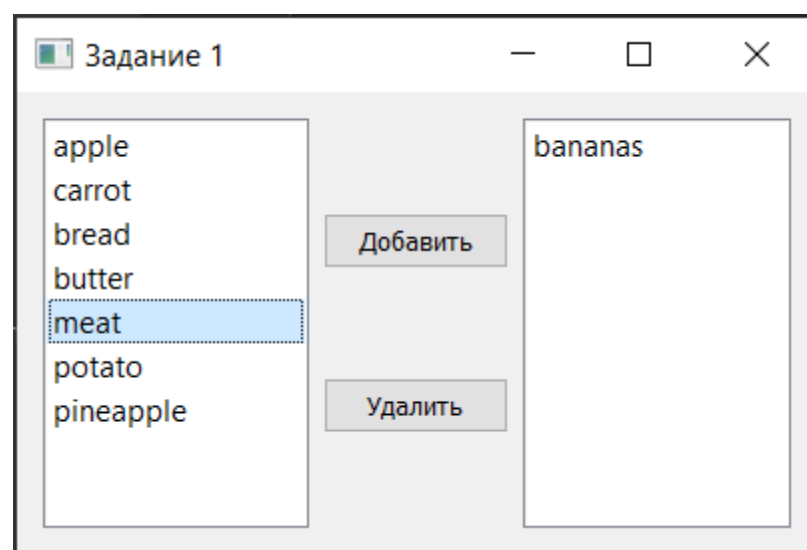 Задание 1
apple
carrot
bread
butter
meat
potato
pineapple
Добавить
Удалить
bananas